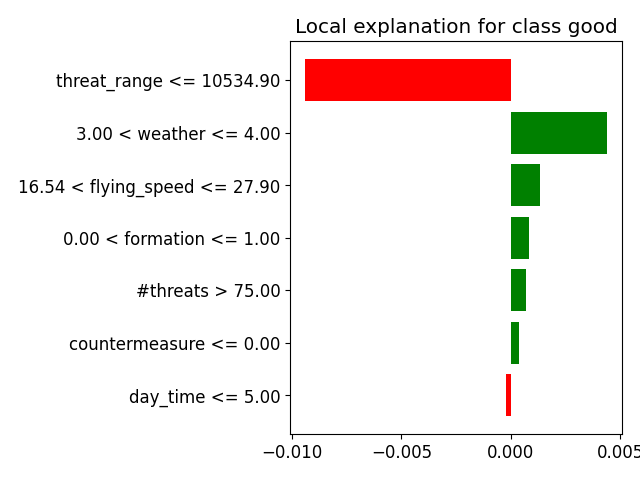 Local explanation for class good
threat_range <= 10534.90
3.00 < weather <= 4.00
16.54 < flying_speed <= 27.90
0.00 < formation <= 1.00
#threats > 75.00
countermeasure <= 0.00
day_time <= 5.00
−0.010 −0.005 0.000 0.005